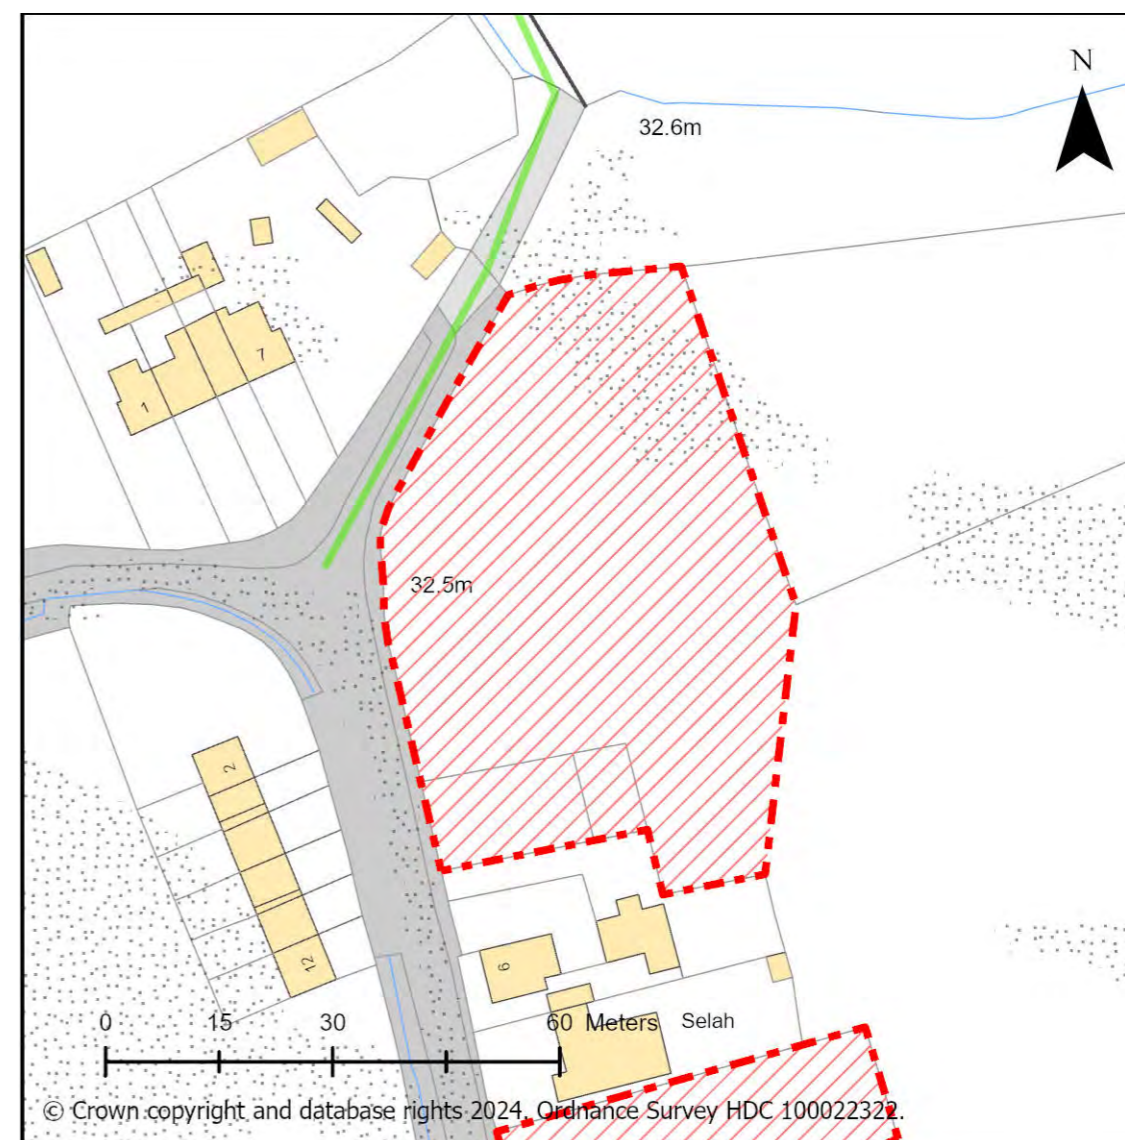 N
32.6m
7
1
32.5m
2
12
6
0 15 30 60 Meters
Selah
© Crown copyright and database rights 2024. Ordnance Survey HDC 100022322.